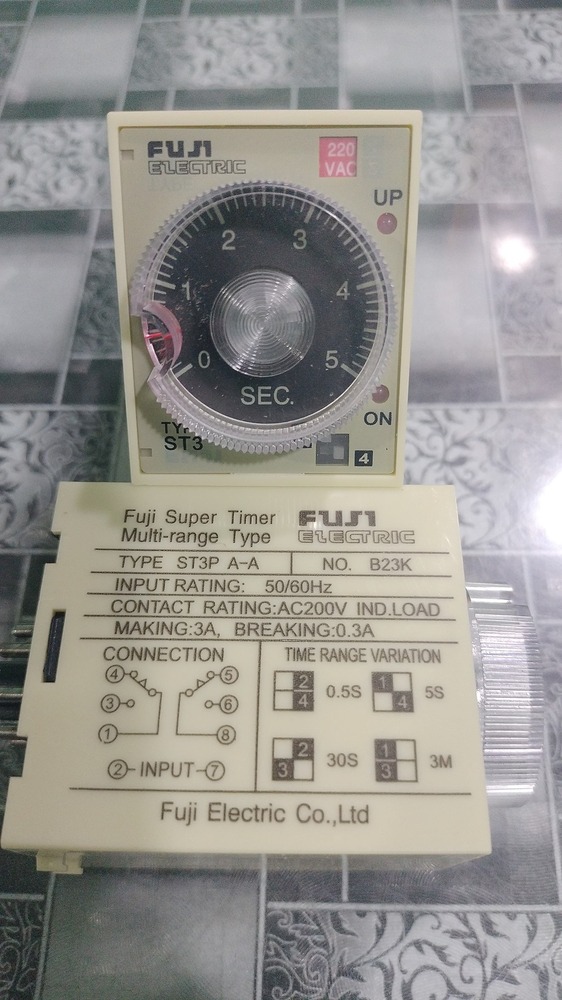 FUJI
ELECTRIC
220
VAC
UP
2 3
1 4
0 5
SEC.
ON
ST3
4
Fuji Super Timer FUJI
Multi-range Type ELECTRIC
TYPE ST3P A-A NO. B23K
INPUT RATING: 50/60Hz
CONTACT RATING:AC200V IND.LOAD
MAKING:3A, BREAKING:0.3A
CONNECTION TIME RANGE VARIATION
4 5
3 6
1 8
2 INPUT 7
2 4 0.5S
1 4 5S
2 3 30S
1 3 3M
Fuji Electric Co.,Ltd